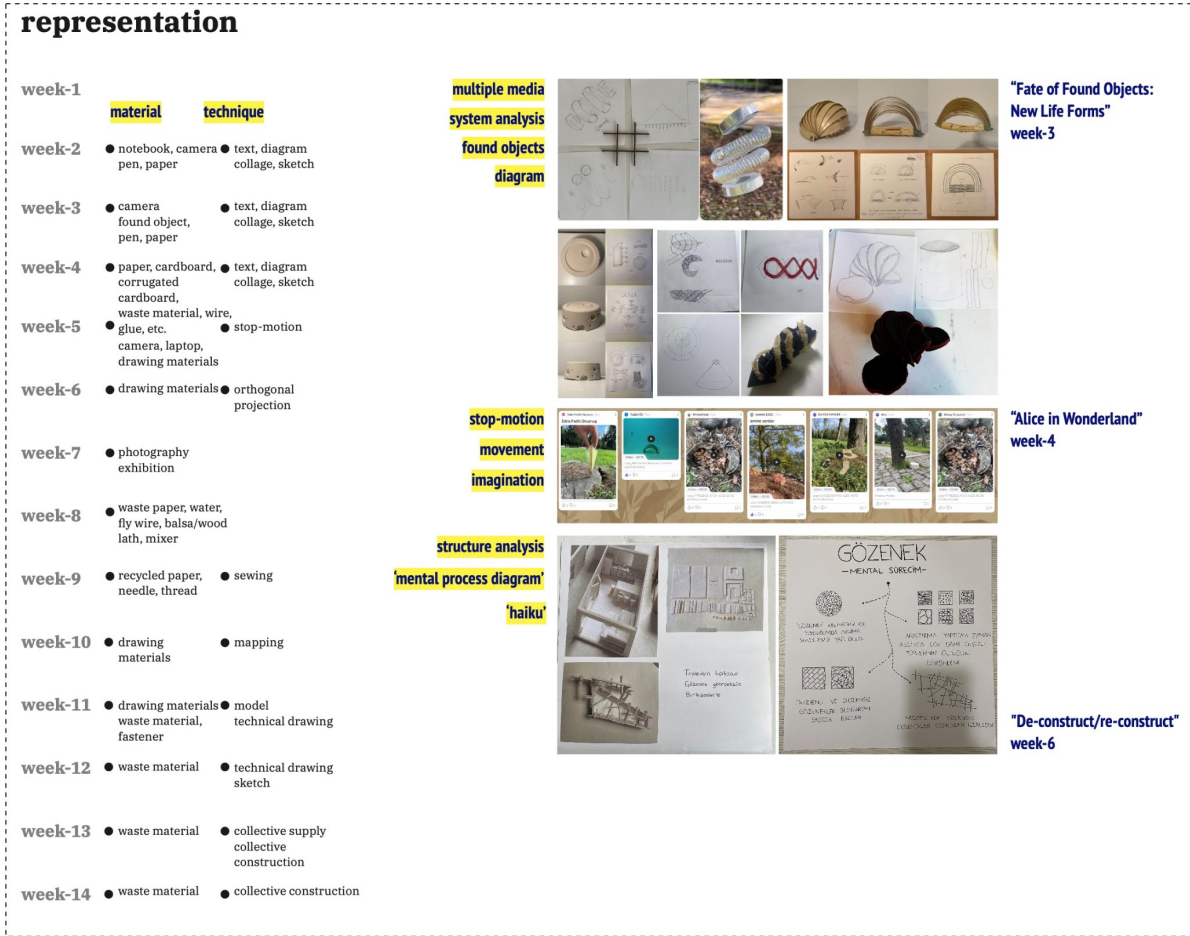 representation
week-1
material
technique
week-2
notebook, camera
pen, paper
text, diagram
collage, sketch
week-3
camera
found object,
pen, paper
text, diagram
collage, sketch
week-4
paper, cardboard,
corrugated
cardboard,
waste material, wire,
glue, etc.
text, diagram
collage, sketch
week-5
camera, laptop,
drawing materials
stop-motion
week-6
drawing materials
orthogonal
projection
week-7
photography
exhibition
week-8
waste paper, water,
fly wire, balsa/wood
lath, mixer
week-9
recycled paper,
needle, thread
sewing
week-10
drawing
materials
mapping
week-11
drawing materials
waste material,
fastener
model
technical drawing
week-12
waste material
technical drawing
sketch
week-13
waste material
collective supply
collective
construction
week-14
waste material
collective construction
multiple media
system analysis
found objects
diagram
“Fate of Found Objects:
New Life Forms”
week-3
stop-motion
movement
imagination
“Alice in Wonderland”
week-4
structure analysis
‘mental process diagram’
‘haiku’
GÖZENEK
-MENTAL SÜRECİM-
"De-construct/re-construct"
week-6